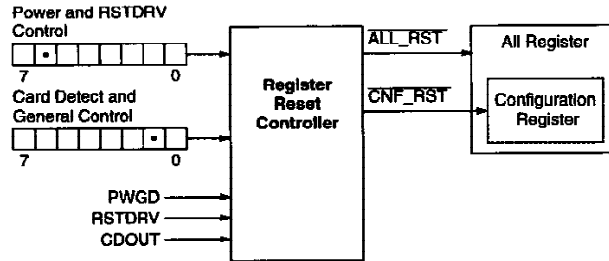 Power and RSTDRV
Control
7 0
Card Detect and
General Control
7 0
PWGD
RSTDRV
CDOUT
Register
Reset
Controller
ALL_RST
CNF_RST
All Register
Configuration
Register